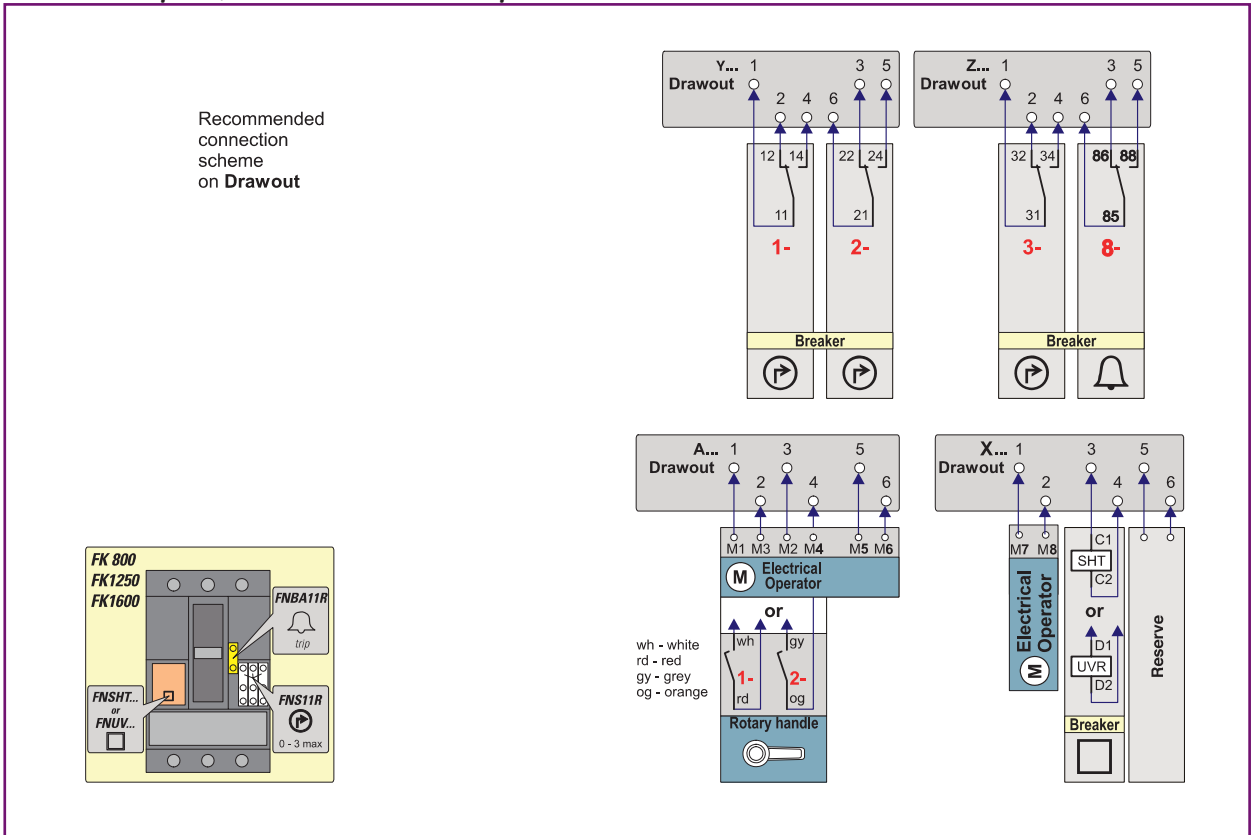 Recommended
connection
scheme
on Drawout
Y... 1 3 5
Drawout
2 4 6
12 14 22 24
11 21
1- 2-
Breaker
Z... 1 3 5
Drawout
2 4 6
32 34 86 88
31 85
3- 8-
Breaker
A... 1 3 5
Drawout
2 4 6
M1 M3 M2 M4 M5 M6
M Electrical
Operator
or
wh gy
1- 2-
rd og
Rotary handle
wh - white
rd - red
gy - grey
og - orange
X... 1 3 5
Drawout
2 4 6
M7 M8
M Electrical
Operator
C1
SHT
C2
or
D1
UVR
D2
Breaker
Reserve
FK 800
FK1250
FK1600
FNBA11R
trip
FNSHT...
or
FNUV...
FNS11R
0 - 3 max